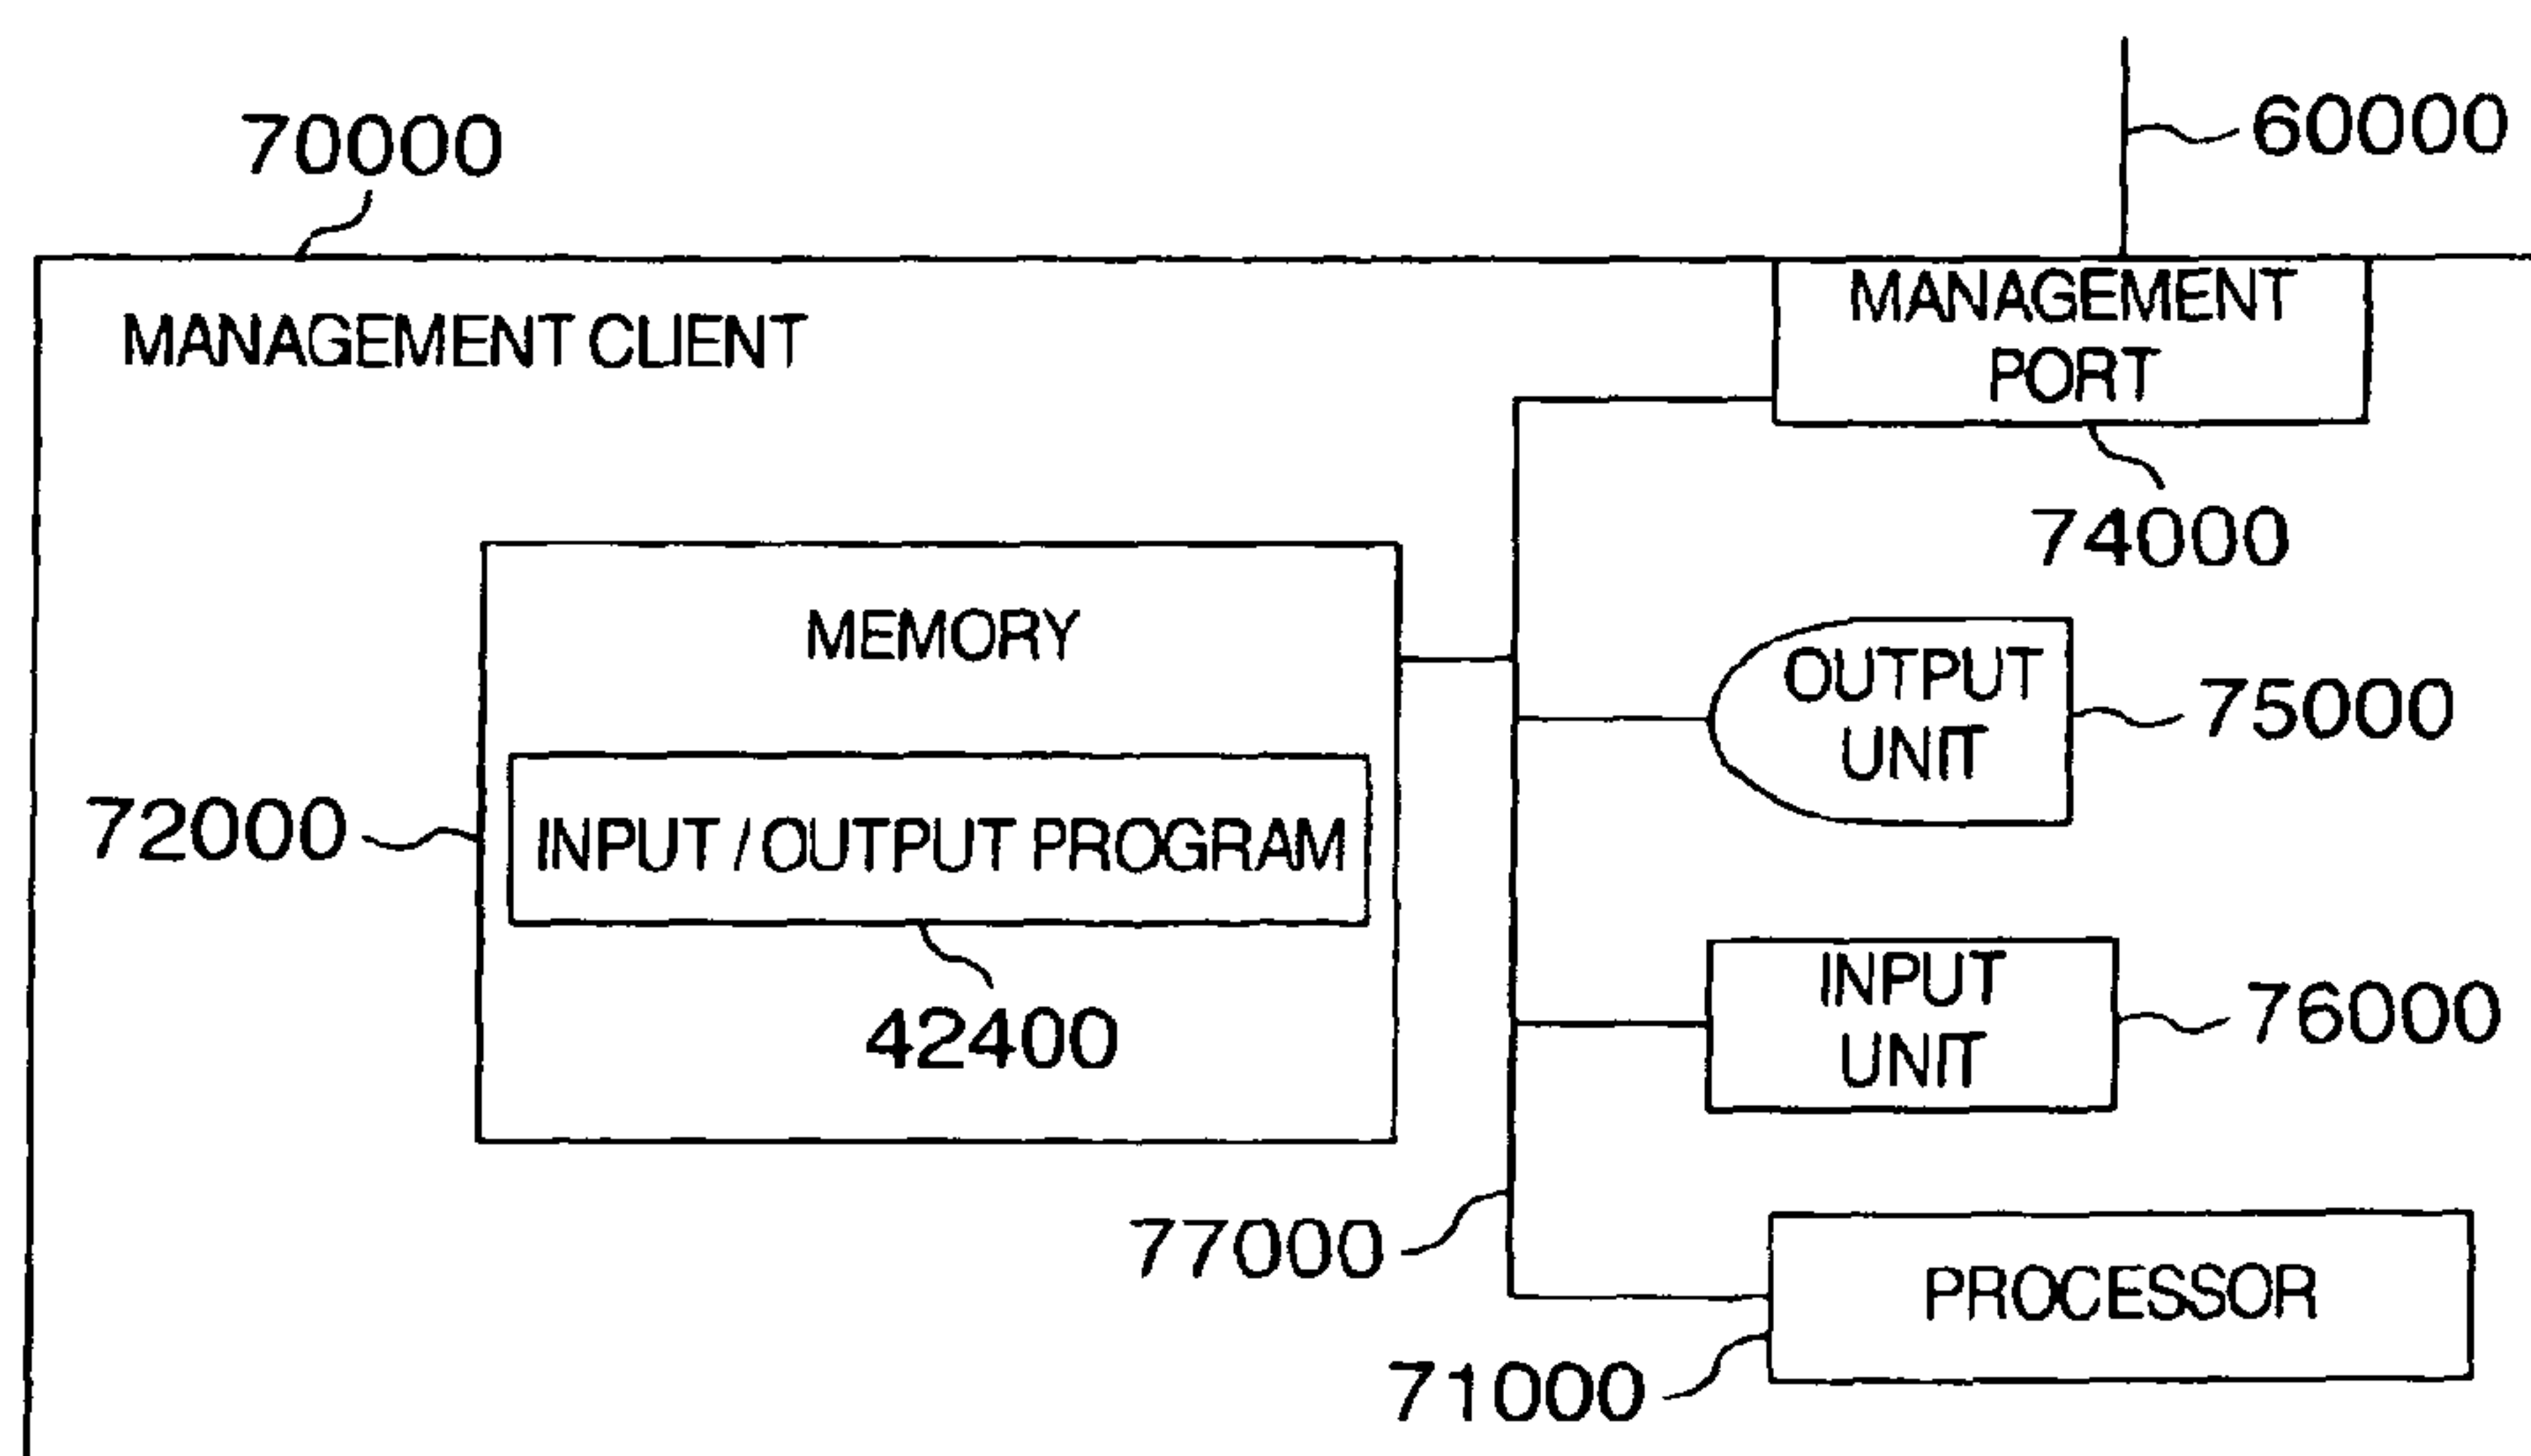 60000
70000
MANAGEMENT CLIENT
MANAGEMENT
PORT
74000
MEMORY
OUTPUT
UNIT
75000
72000
INPUT / OUTPUT PROGRAM
42400
INPUT
UNIT
76000
77000
PROCESSOR
71000